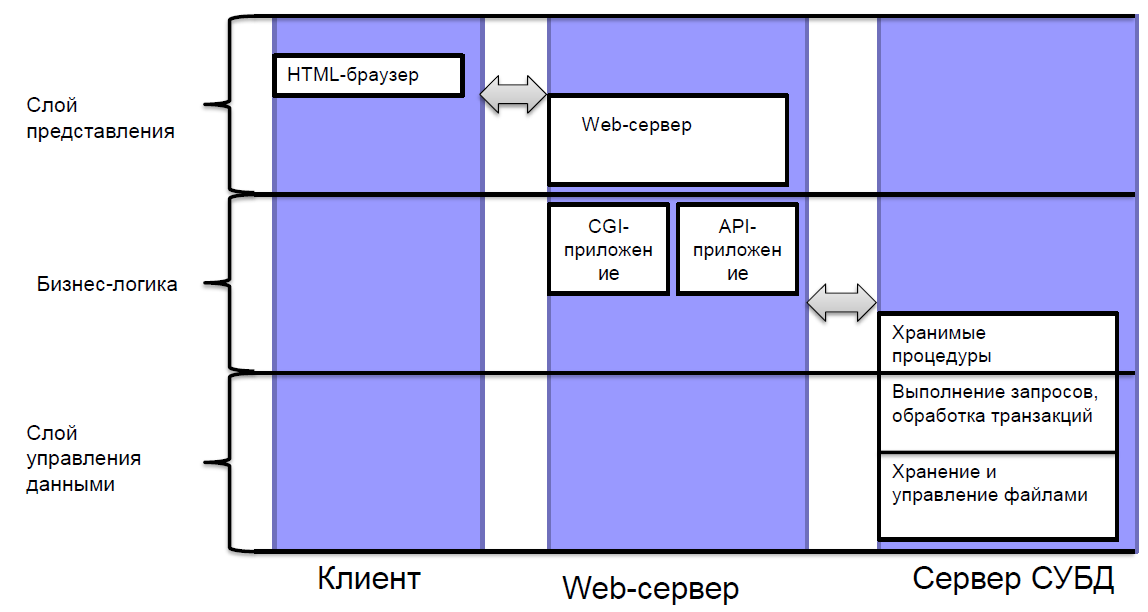 HTML-браузер
Слой
представления
Web-сервер
CGI-
приложен
ие
API-
приложен
ие
Бизнес-логика
Хранимые
процедуры
Выполнение запросов,
обработка транзакций
Слой
управления
данными
Хранение и
управление файлами
Клиент
Web-сервер
Сервер СУБД